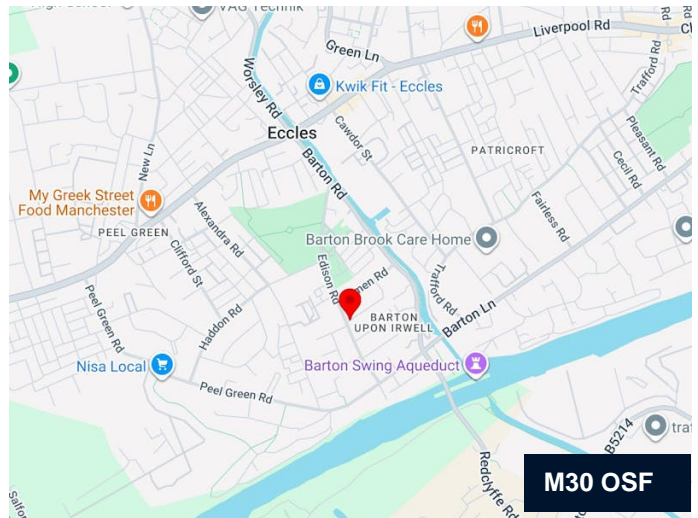 VAG Technik
Liverpool Rd
Green Ln
Trafford Rd
Worsley Rd
Kwik Fit - Eccles
Pleasant Rd
Eccles
Cawdor St
Barton Rd
PATRICROFT
Cecil Rd
New Ln
My Greek Street
Food Manchester
Alexandra Rd
Fairless Rd
PEEL GREEN
Clifford St
Barton Brook Care Home
Edison Rd
Trafford Rd
Peel Green Rd
Haddon Rd
BARTON
UPON IRWELL
Barton Ln
Nisa Local
Barton Swing Aqueduct
Peel Green Rd
B5214
Redclyffe Rd
M30 OSF